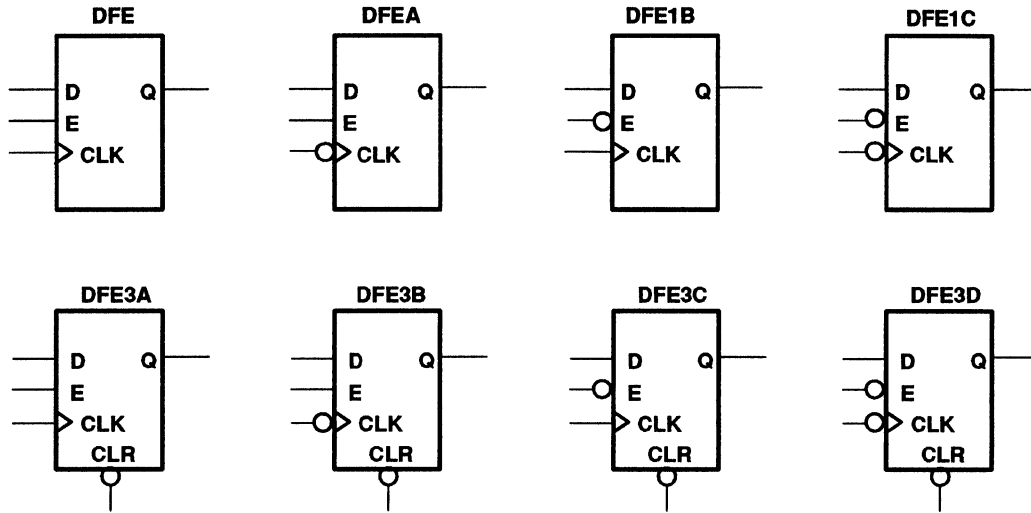 DFE DFEA DFE1B DFE1C
D Q D Q D Q D Q
E E E E
CLK CLK CLK CLK
DFE3A DFE3B DFE3C DFE3D
D Q D Q D Q D Q
E E E E
CLK CLK CLK CLK
CLR CLR CLR CLR